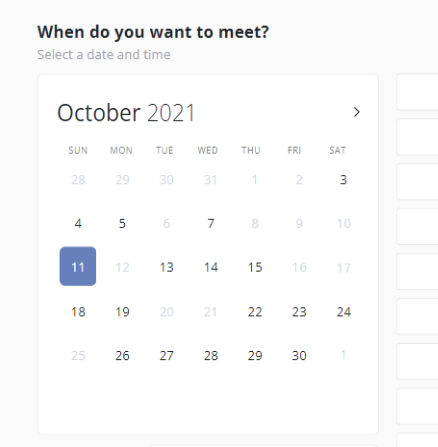 When do you want to meet?
Select a date and time
October 2021 >
SUN MON TUE WED THU FRI SAT
28 29 30 31 1 2 3
4 5 6 7 8 9 10
11 12 13 14 15 16 17
18 19 20 21 22 23 24
25 26 27 28 29 30 1